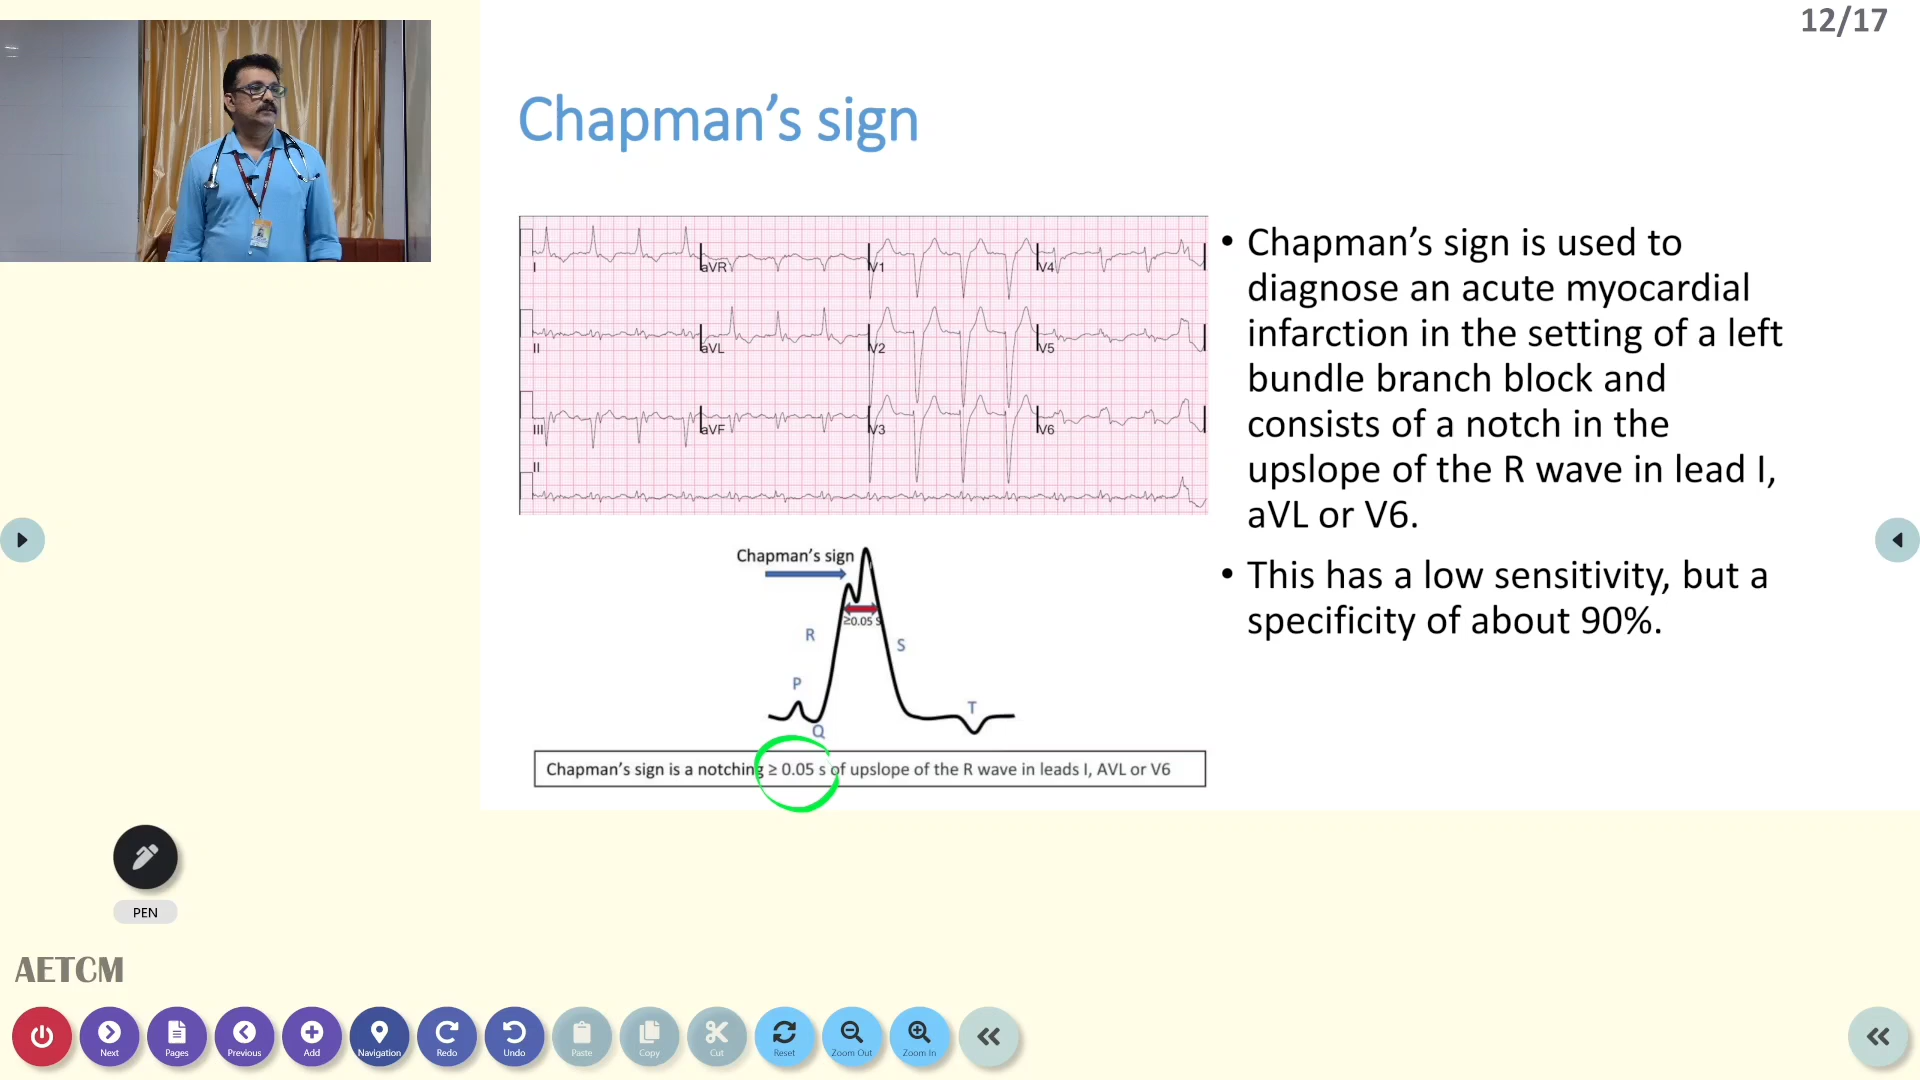 12/17
Chapman’s sign
I
aVR
V1
V4
II
aVL
V2
V5
III
aVF
V3
V6
II
• Chapman’s sign is used to
diagnose an acute myocardial
infarction in the setting of a left
bundle branch block and
consists of a notch in the
upslope of the R wave in lead I,
aVL or V6.
• This has a low sensitivity, but a
specificity of about 90%.
Chapman’s sign
≥0.05 s
R
S
P
T
Q
Chapman’s sign is a notching ≥ 0.05 s of upslope of the R wave in leads I, AVL or V6
PEN
AETCM
Next
Pages
Previous
Add
Navigation
Redo
Undo
Paste
Copy
Cut
Reset
Zoom Out
Zoom In